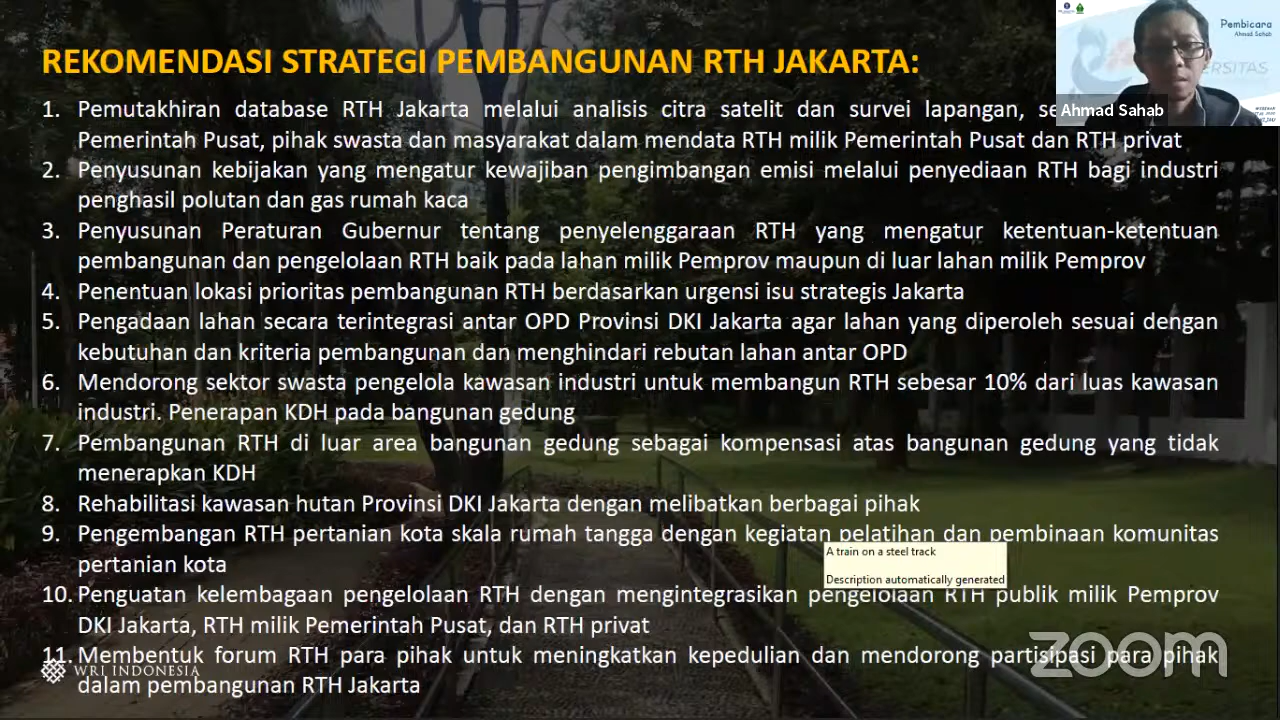 REKOMENDASI STRATEGI PEMBANGUNAN RTH JAKARTA:
1. Pemutakhiran database RTH Jakarta melalui analisis citra satelit dan survei lapangan,
Pemerintah Pusat, pihak swasta dan masyarakat dalam mendata RTH milik Pemerintah Pusat dan RTH privat
2. Penyusunan kebijakan yang mengatur kewajiban pengimbangan emisi melalui penyediaan RTH bagi industri
penghasil polutan dan gas rumah kaca
3. Penyusunan Peraturan Gubernur tentang penyelenggaraan RTH yang mengatur ketentuan-ketentuan
pembangunan dan pengelolaan RTH baik pada lahan milik Pemprov maupun di luar lahan milik Pemprov
4. Penentuan lokasi prioritas pembangunan RTH berdasarkan urgensi isu strategis Jakarta
5. Pengadaan lahan secara terintegrasi antar OPD Provinsi DKI Jakarta agar lahan yang diperoleh sesuai dengan
kebutuhan dan kriteria pembangunan dan menghindari rebutan lahan antar OPD
6. Mendorong sektor swasta pengelola kawasan industri untuk membangun RTH sebesar 10% dari luas kawasan
industri. Penerapan KDH pada bangunan gedung
7. Pembangunan RTH di luar area bangunan gedung sebagai kompensasi atas bangunan gedung yang tidak
menerapkan KDH
8. Rehabilitasi kawasan hutan Provinsi DKI Jakarta dengan melibatkan berbagai pihak
9. Pengembangan RTH pertanian kota skala rumah tangga dengan kegiatan pelatihan dan pembinaan komunitas
pertanian kota
10. Penguatan kelembagaan pengelolaan RTH dengan mengintegrasikan pengelolaan RTH publik milik Pemprov
DKI Jakarta, RTH milik Pemerintah Pusat, dan RTH privat
11. Membentuk forum RTH para pihak untuk meningkatkan kepedulian dan mendorong partisipasi para pihak
dalam pembangunan RTH Jakarta
A train on a steel track
Description automatically generated
WRI INDONESIA
zoom
Pembicara
Ahmad Sahab
Ahmad Sahab